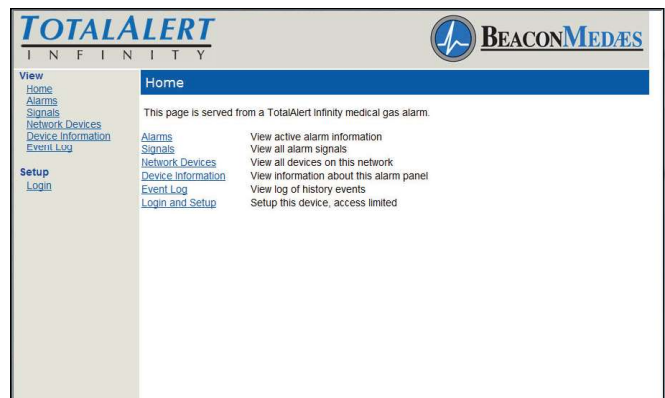 TOTALALERT
INFINITY
BEACONMEDÆS
View
Home
Alarms
Signals
Network Devices
Device Information
Event Log
Setup
Login
Home
This page is served from a TotalAlert Infinity medical gas alarm.
Alarms View active alarm information
Signals View all alarm signals
Network Devices View all devices on this network
Device Information View information about this alarm panel
Event Log View log of history events
Login and Setup Setup this device, access limited